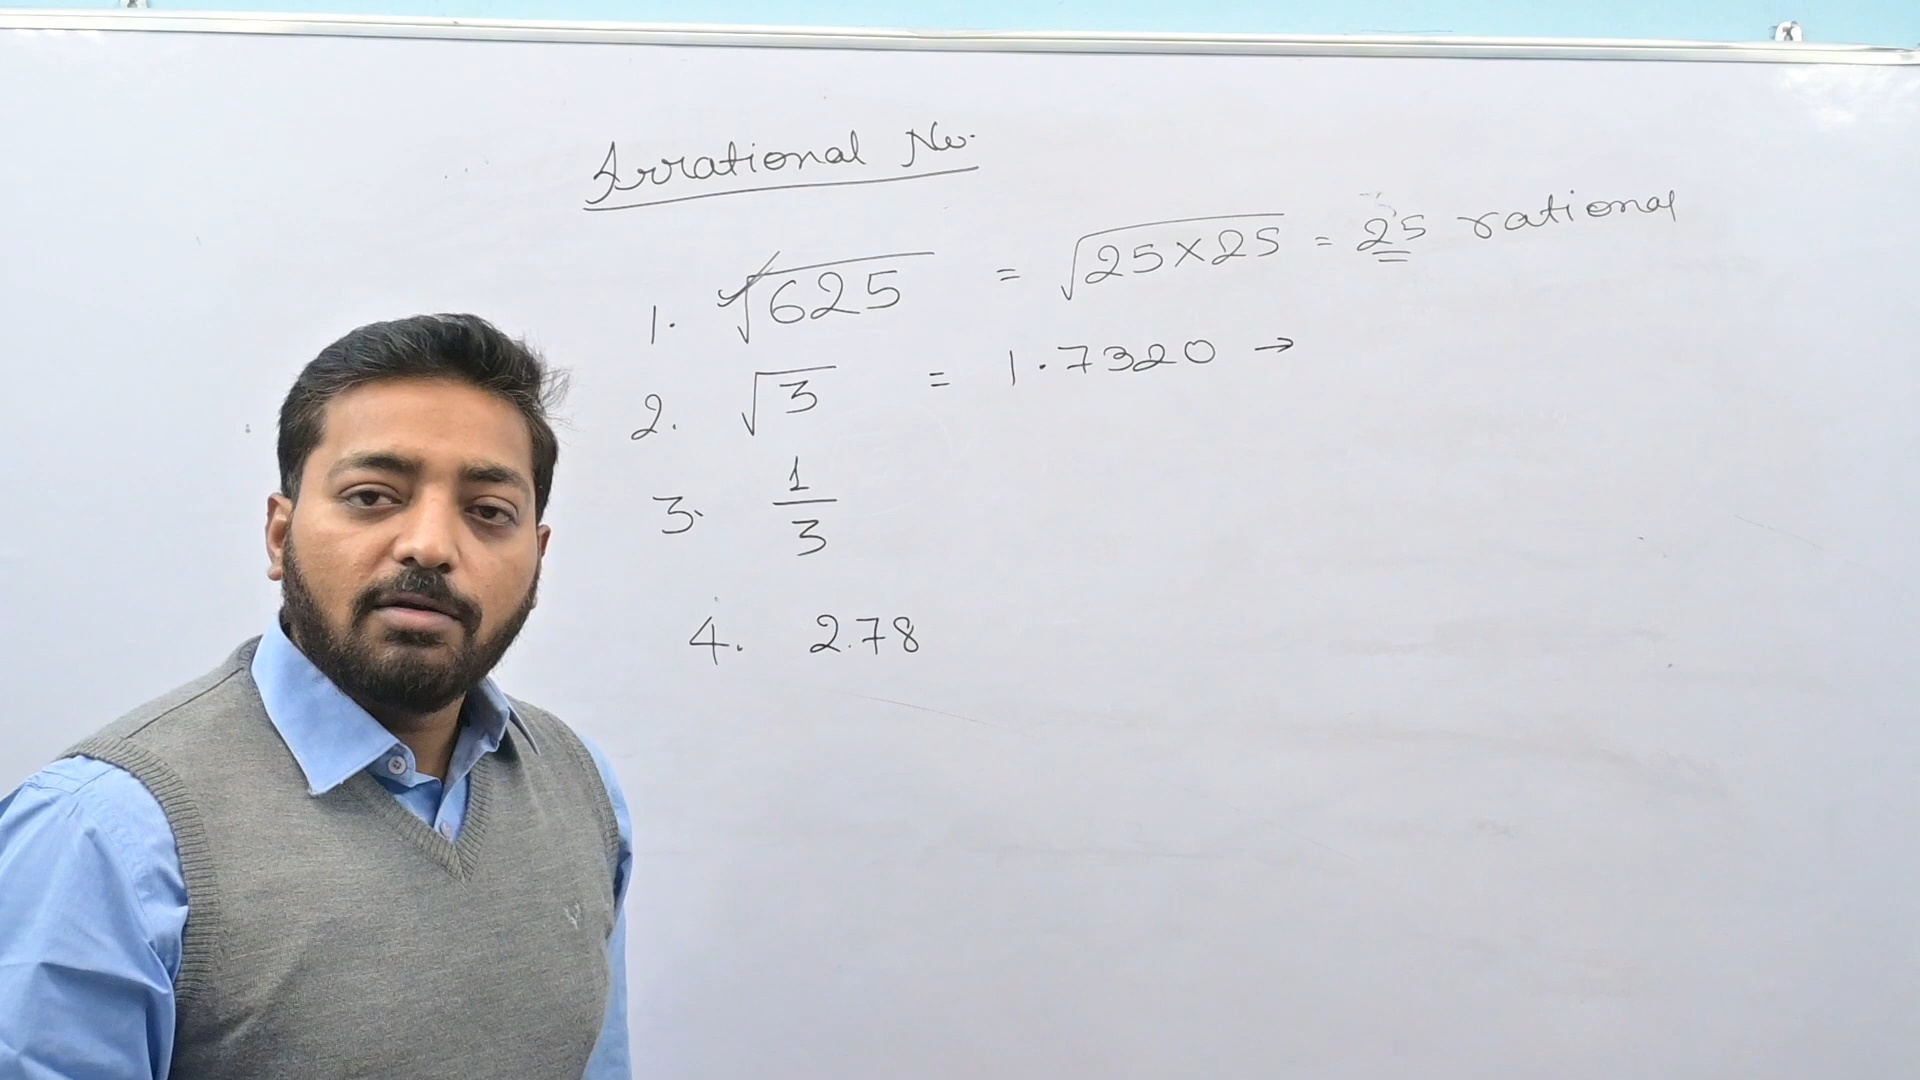 Irrational No.
1. √625 = √25×25 = 25 rational
2. √3 = 1.7320 →
3. 1/3
4. 2.78